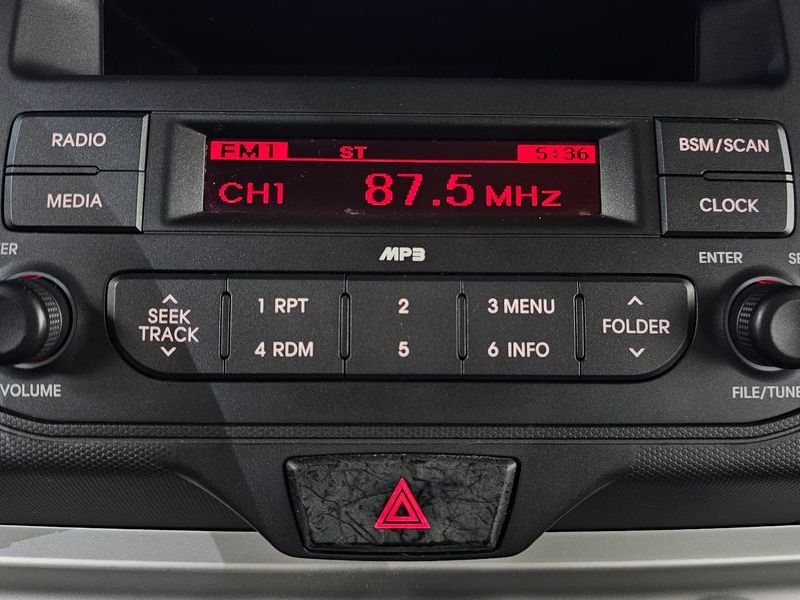 RADIO
MEDIA
FM1 ST 5:36
CH1 87.5 MHz
BSM/SCAN
CLOCK
MP3
ENTER
SEEK
TRACK
1 RPT
2
3 MENU
4 RDM
5
6 INFO
FOLDER
VOLUME
FILE/TUNE